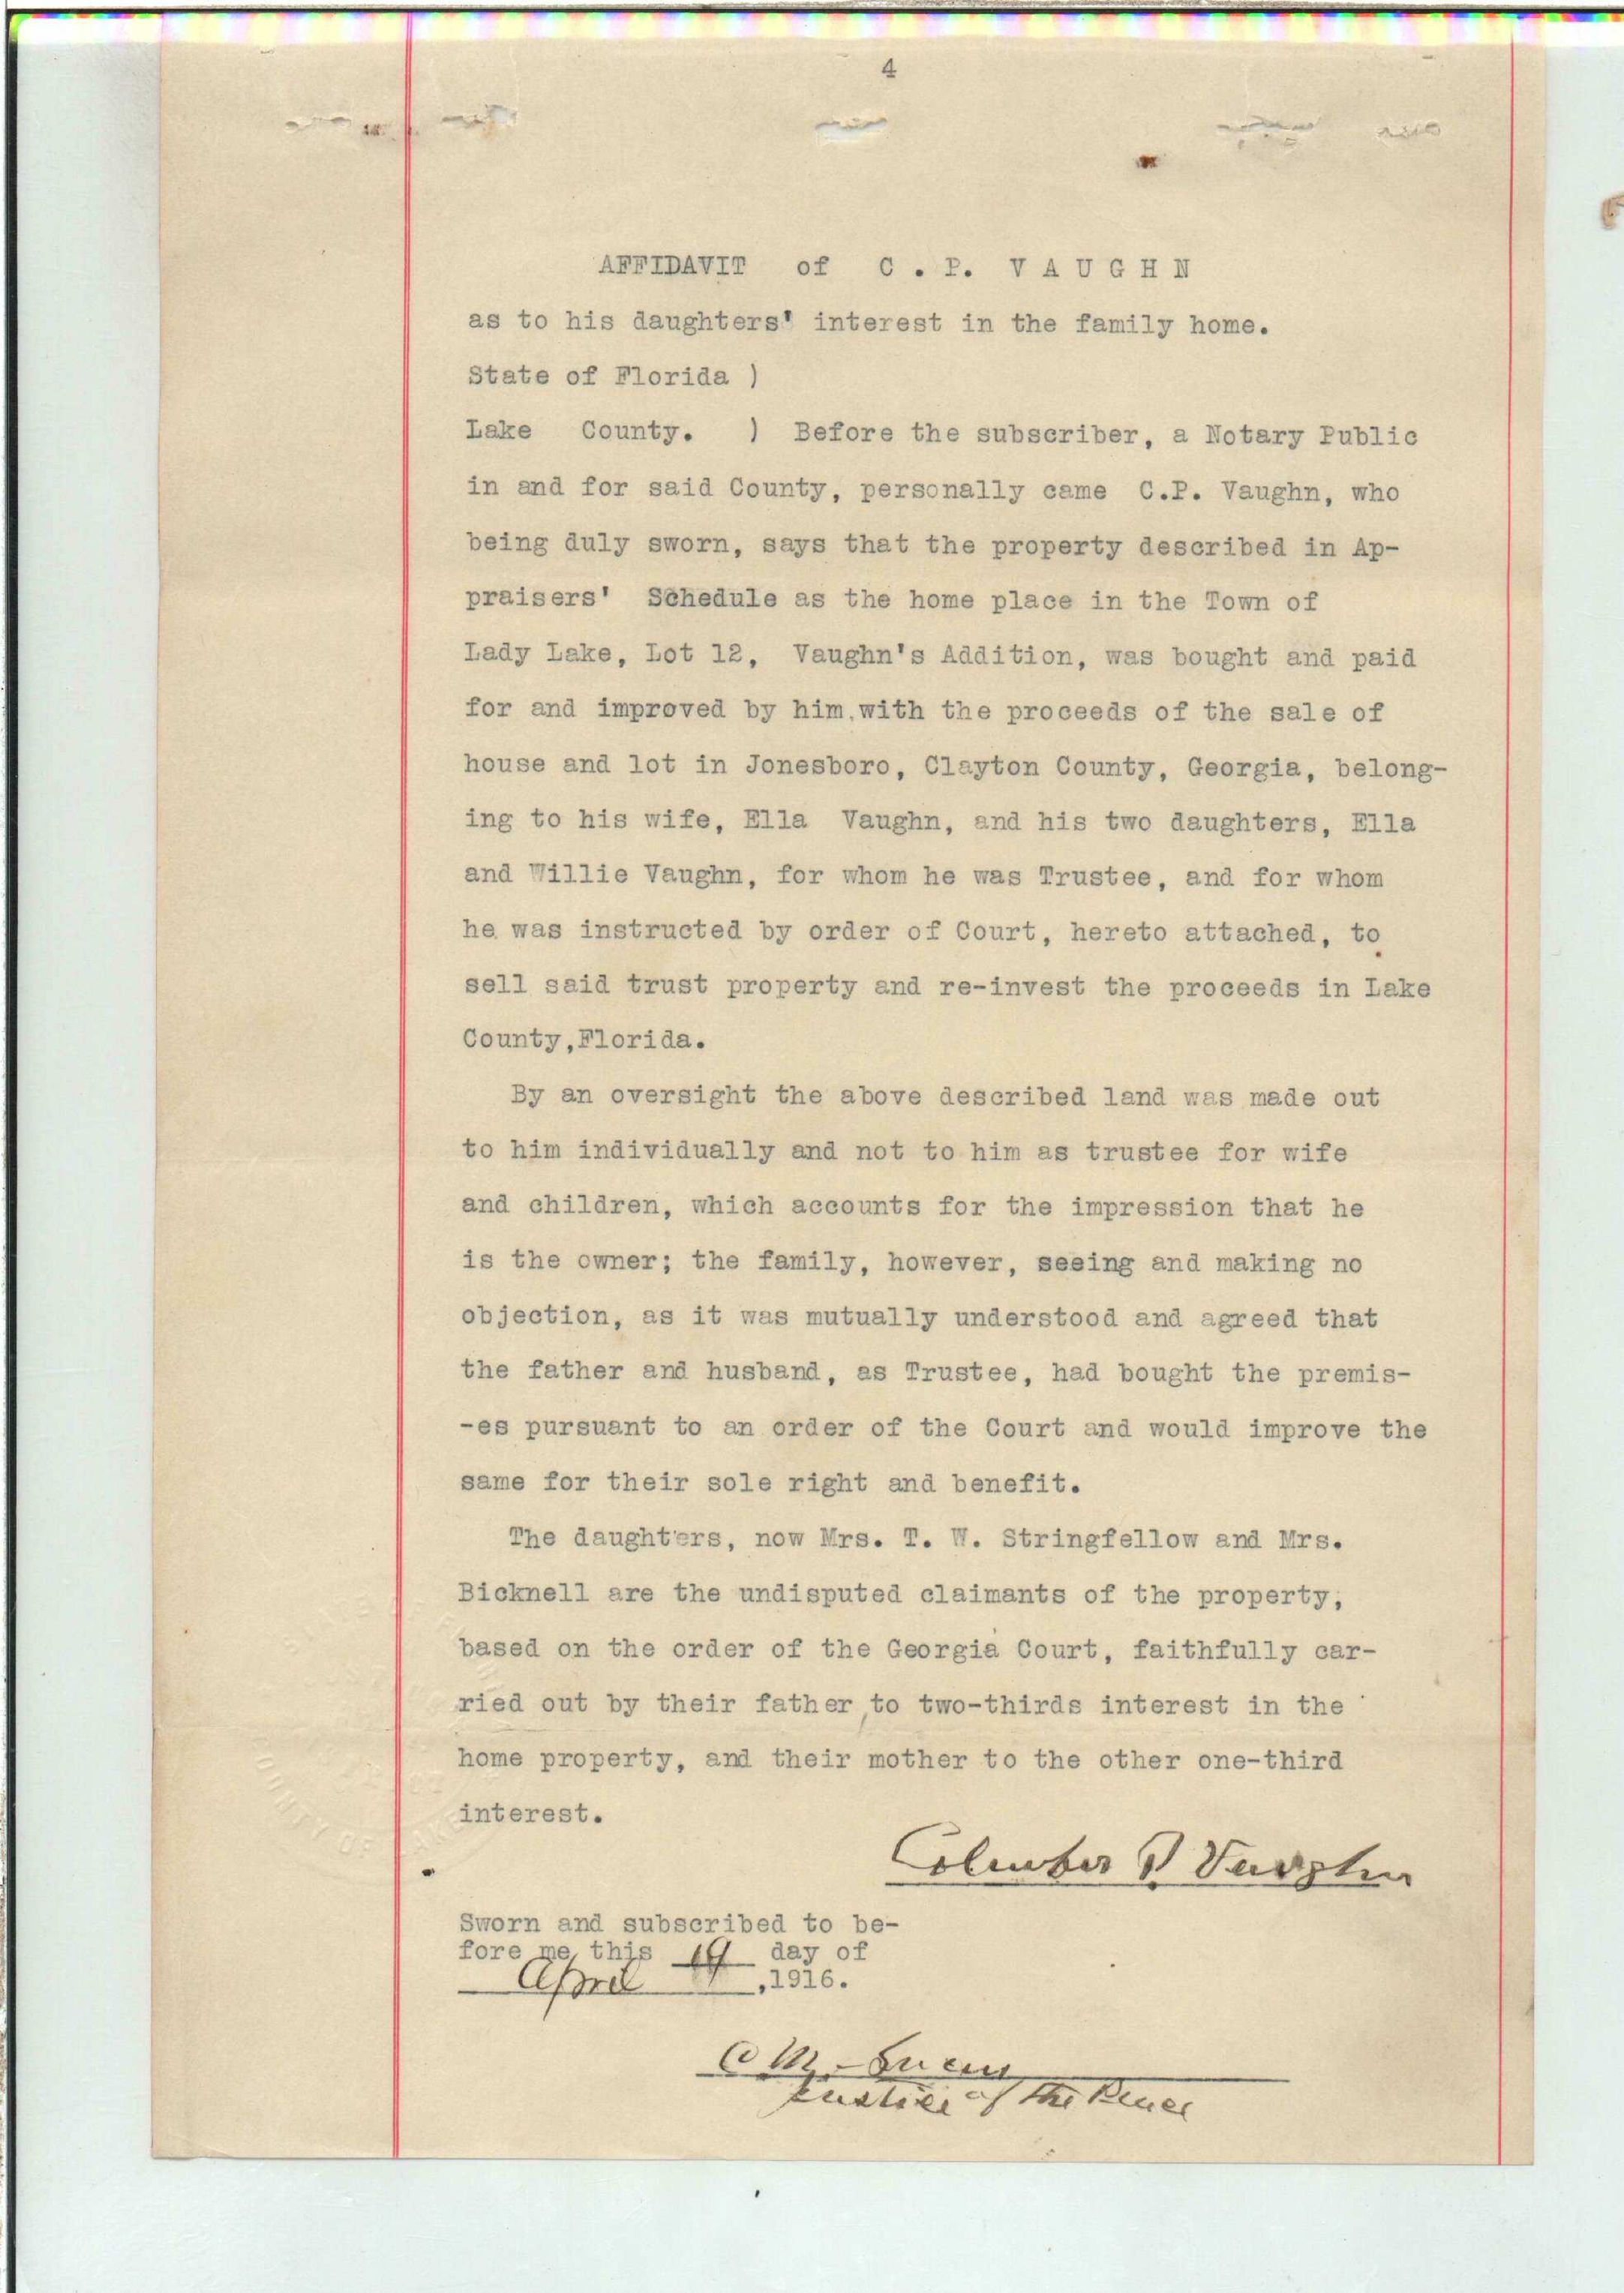 4
AFFIDAVIT of C . P. V A U G H N
as to his daughters' interest in the family home.
State of Florida )
Lake County. ) Before the subscriber, a Notary Public
in and for said County, personally came C.P. Vaughn, who
being duly sworn, says that the property described in Ap-
praisers' Schedule as the home place in the Town of
Lady Lake, Lot 12, Vaughn's Addition, was bought and paid
for and improved by him,with the proceeds of the sale of
house and lot in Jonesboro, Clayton County, Georgia, belong-
ing to his wife, Ella Vaughn, and his two daughters, Ella
and Willie Vaughn, for whom he was Trustee, and for whom
he was instructed by order of Court, hereto attached, to
sell said trust property and re-invest the proceeds in Lake
County,Florida.
By an oversight the above described land was made out
to him individually and not to him as trustee for wife
and children, which accounts for the impression that he
is the owner; the family, however, seeing and making no
objection, as it was mutually understood and agreed that
the father and husband, as Trustee, had bought the premis-
-es pursuant to an order of the Court and would improve the
same for their sole right and benefit.
The daughters, now Mrs. T. W. Stringfellow and Mrs.
Bicknell are the undisputed claimants of the property,
based on the order of the Georgia Court, faithfully car-
ried out by their father,to two-thirds interest in the
home property, and their mother to the other one-third
interest.
Columbus P Vaughn
Sworn and subscribed to be-
fore me, this 19 day of
April ,1916.
Justice of the Peace